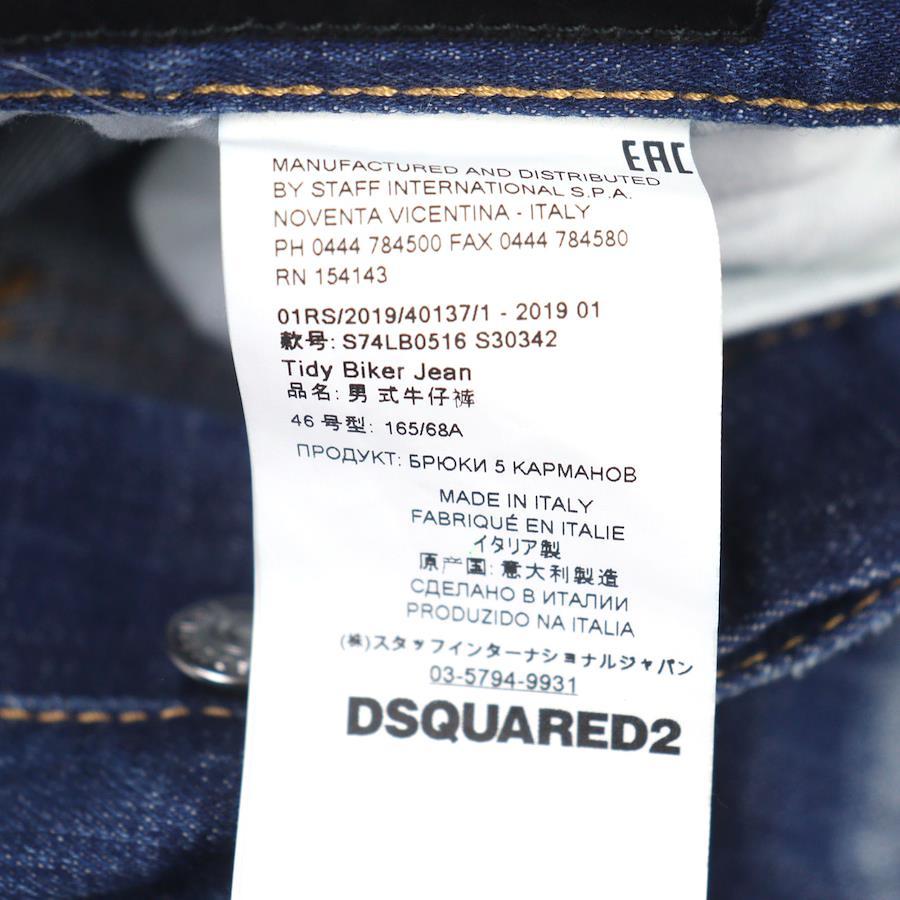 EAC
MANUFACTURED AND DISTRIBUTED
BY STAFF INTERNATIONAL S.P.A.
NOVENTA VICENTINA - ITALY
PH 0444 784500 FAX 0444 784580
RN 154143
01RS/2019/40137/1 - 2019 01
款号: S74LB0516 S30342
Tidy Biker Jean
品名: 男 式牛仔裤
46 号型: 165/68A
ПРОДУКТ: БРЮКИ 5 КАРМАНОВ
MADE IN ITALY
FABRIQUÉ EN ITALIE
イタリア製
原产国: 意大利製造
СДЕЛАНО В ИТАЛИИ
PRODUZIDO NA ITALIA
(株)スタッフインターナショナルジャパン
03-5794-9931
DSQUARED2